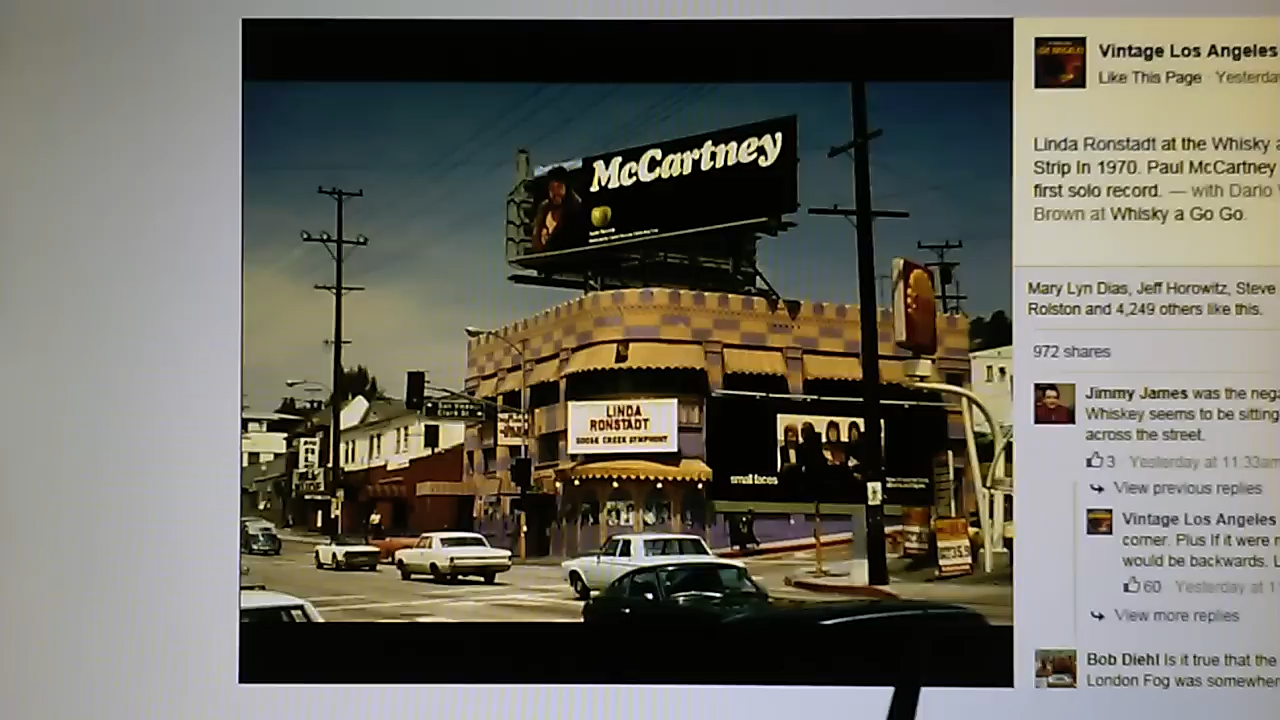 McCartney
LINDA
RONSTADT
GOOSE CREEK SYMPHONY
small faces
Vintage Los Angeles
Like This Page · Yesterda
Linda Ronstadt at the Whisky a
Strip In 1970. Paul McCartney
first solo record. — with Dario
Brown at Whisky a Go Go.
Mary Lyn Dias, Jeff Horowitz, Steve
Rolston and 4,249 others like this.
972 shares
Jimmy James was the neg
Whiskey seems to be sitting
across the street.
3 · Yesterday at 11:33am
View previous replies
Vintage Los Angeles
corner. Plus If it were
would be backwards. L
60 · Yesterday at 1
View more replies
Bob Diehl Is it true that the
London Fog was somewher